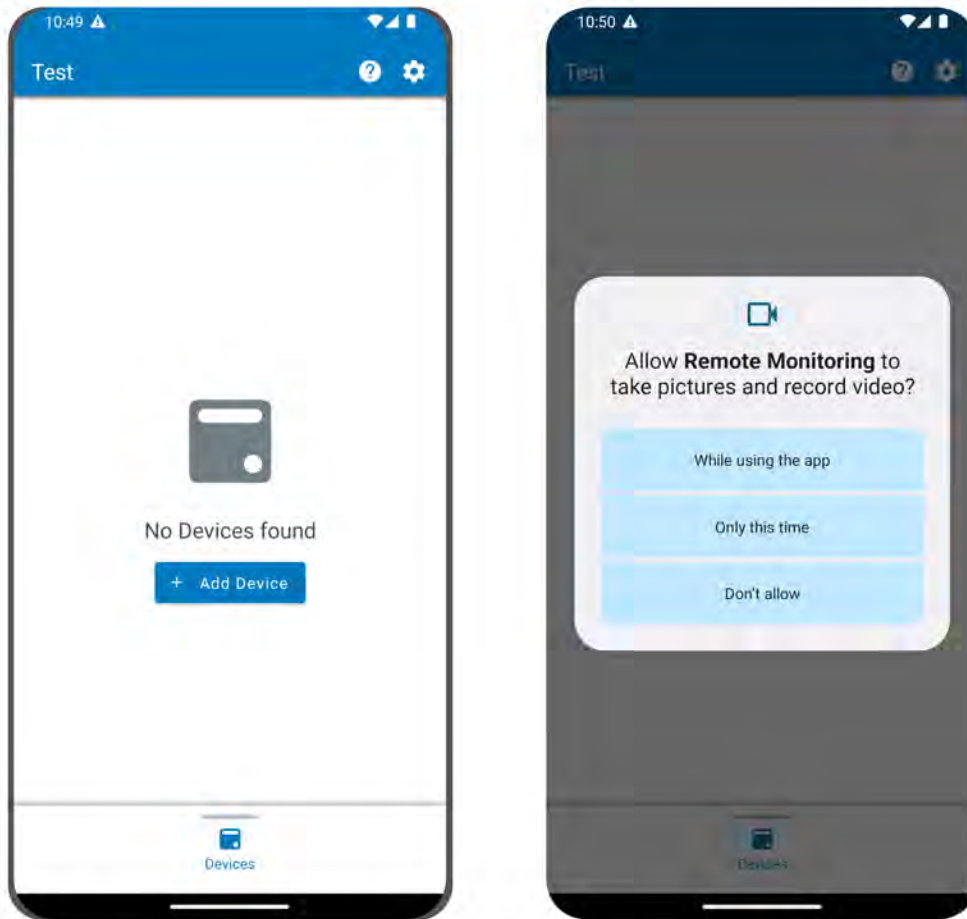 10:49
Test
No Devices found
+ Add Device
Devices
10:50
Test
Allow Remote Monitoring to
take pictures and record video?
While using the app
Only this time
Don't allow
Devices